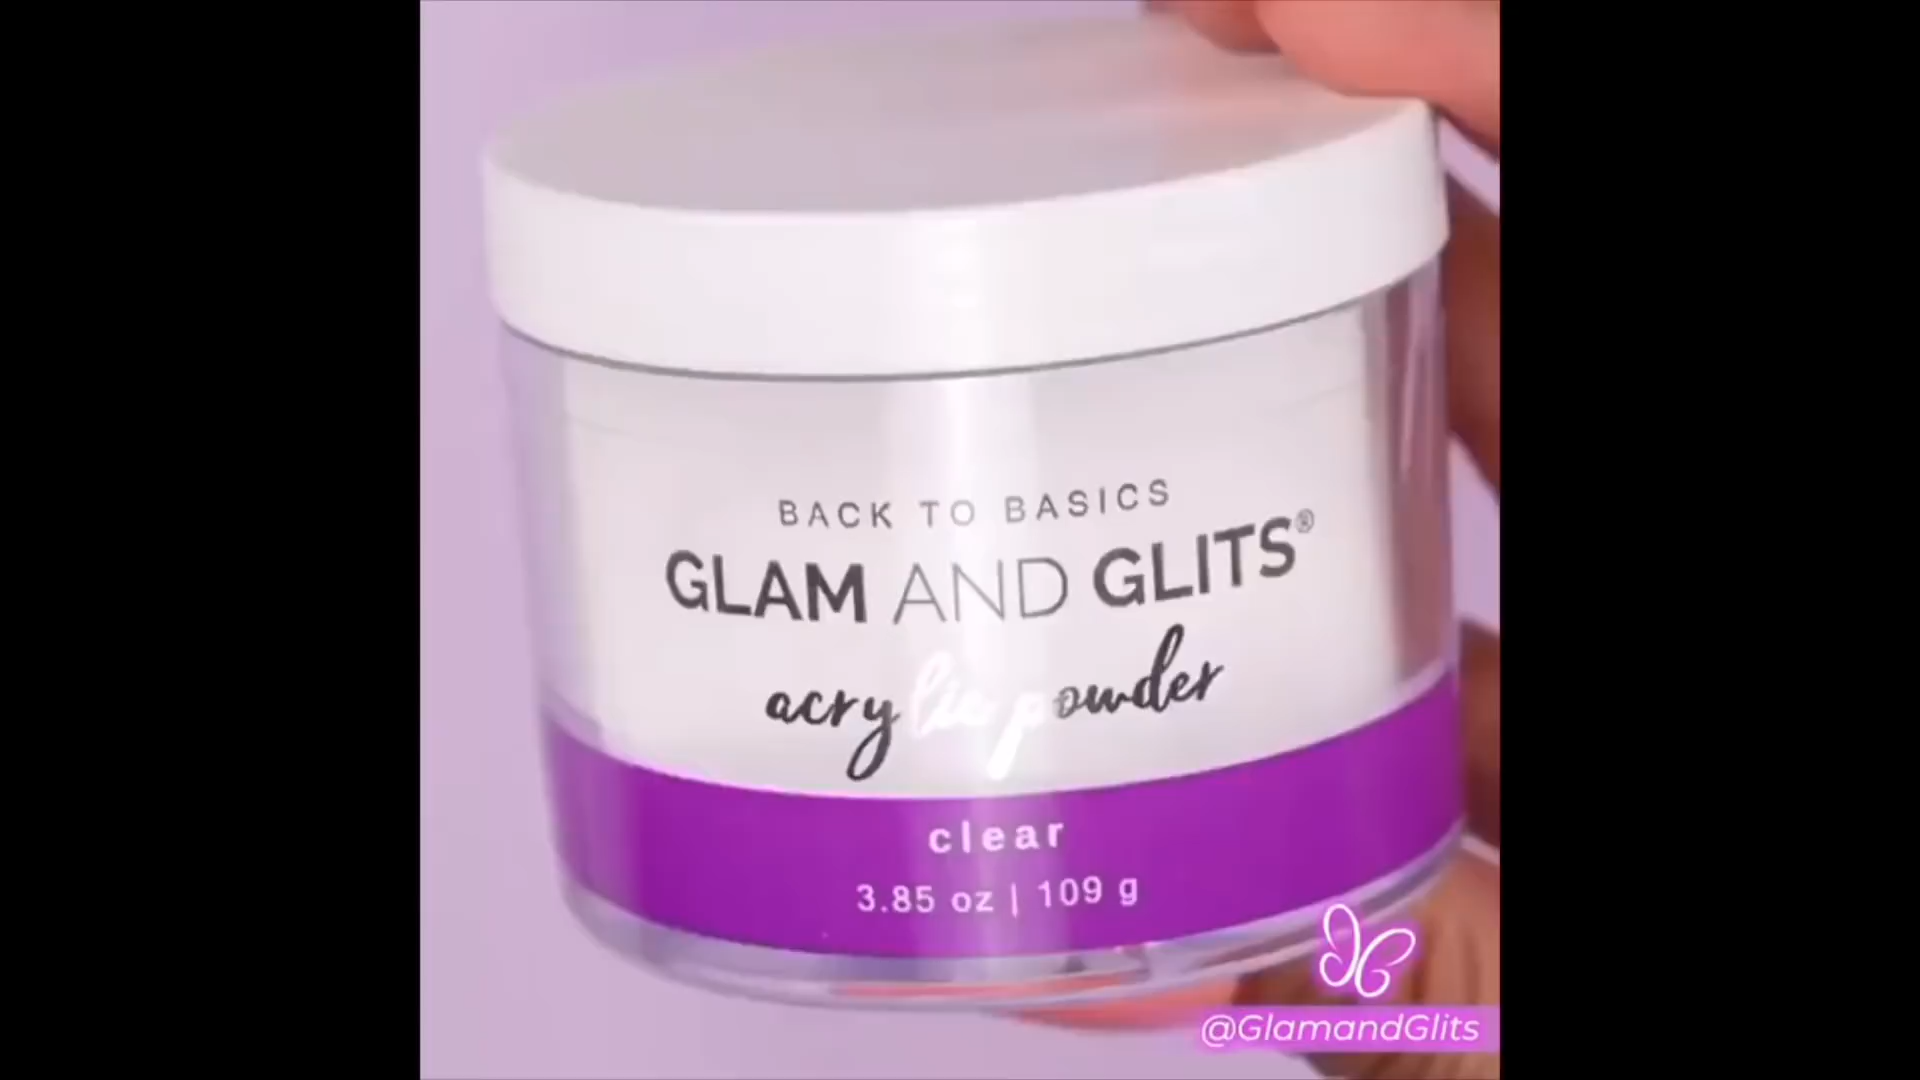 BACK TO BASICS
GLAM AND GLITS®
acrylic powder
clear
3.85 oz | 109 g
@GlamandGlits